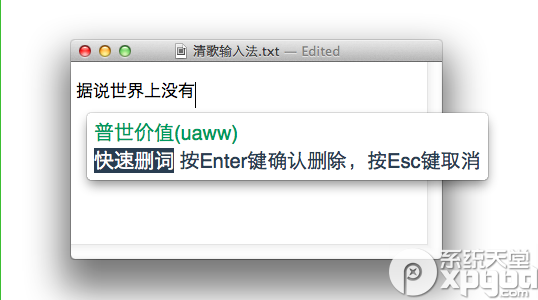 清歌输入法.txt — Edited
据说世界上没有
普世价值(uaww)
快速删词 按Enter键确认删除，按Esc键取消
系统天堂
xpgba.com